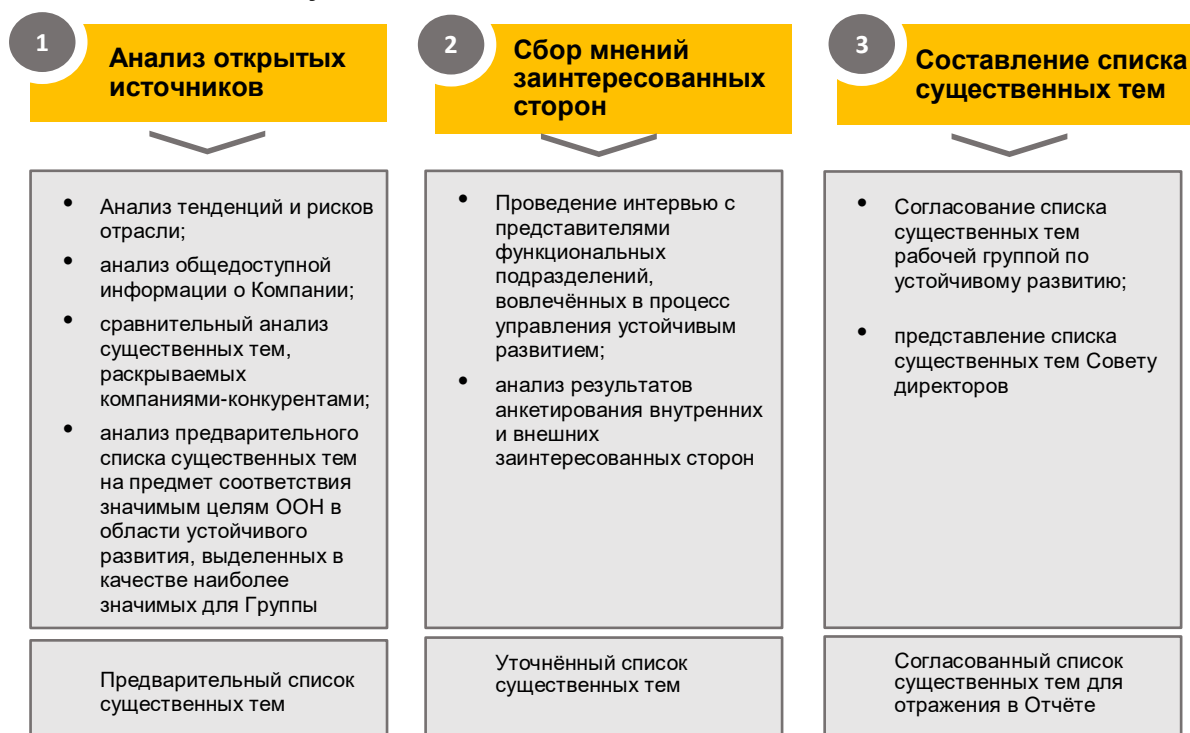 1
Анализ открытых
источников
• Анализ тенденций и рисков
отрасли;
• анализ общедоступной
информации о Компании;
• сравнительный анализ
существенных тем,
раскрываемых
компаниями-конкурентами;
• анализ предварительного
списка существенных тем
на предмет соответствия
значимым целям ООН в
области устойчивого
развития, выделенных в
качестве наиболее
значимых для Группы
Предварительный список
существенных тем
2
Сбор мнений
заинтересованных
сторон
• Проведение интервью с
представителями
функциональных
подразделений,
вовлечённых в процесс
управления устойчивым
развитием;
• анализ результатов
анкетирования внутренних
и внешних
заинтересованных сторон
Уточнённый список
существенных тем
3
Составление списка
существенных тем
• Согласование списка
существенных тем
рабочей группой по
устойчивому развитию;
• представление списка
существенных тем Совету
директоров
Согласованный список
существенных тем для
отражения в Отчёте